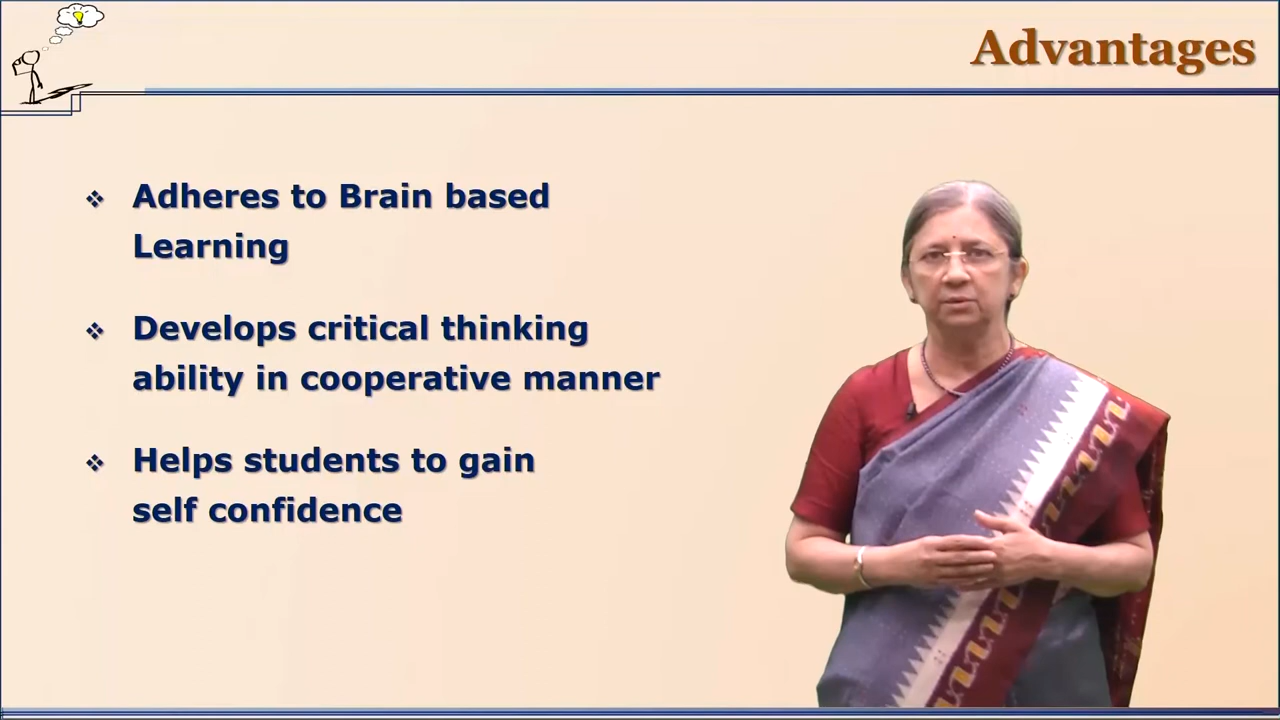 Advantages
❖ Adheres to Brain based
Learning
❖ Develops critical thinking
ability in cooperative manner
❖ Helps students to gain
self confidence